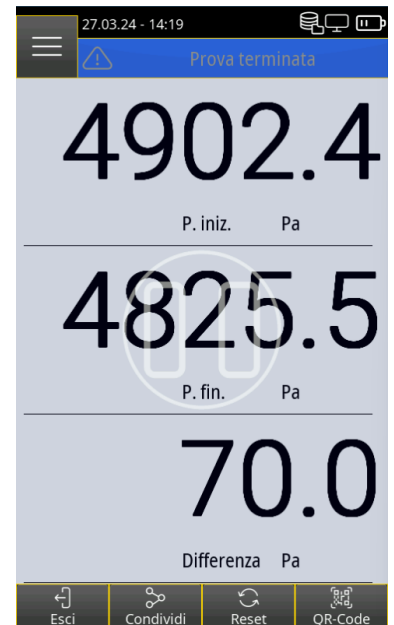 27.03.24 - 14:19
Prova terminata
4902.4
P. iniz. Pa
4825.5
P. fin. Pa
70.0
Differenza Pa
Esci Condividi Reset QR-Code